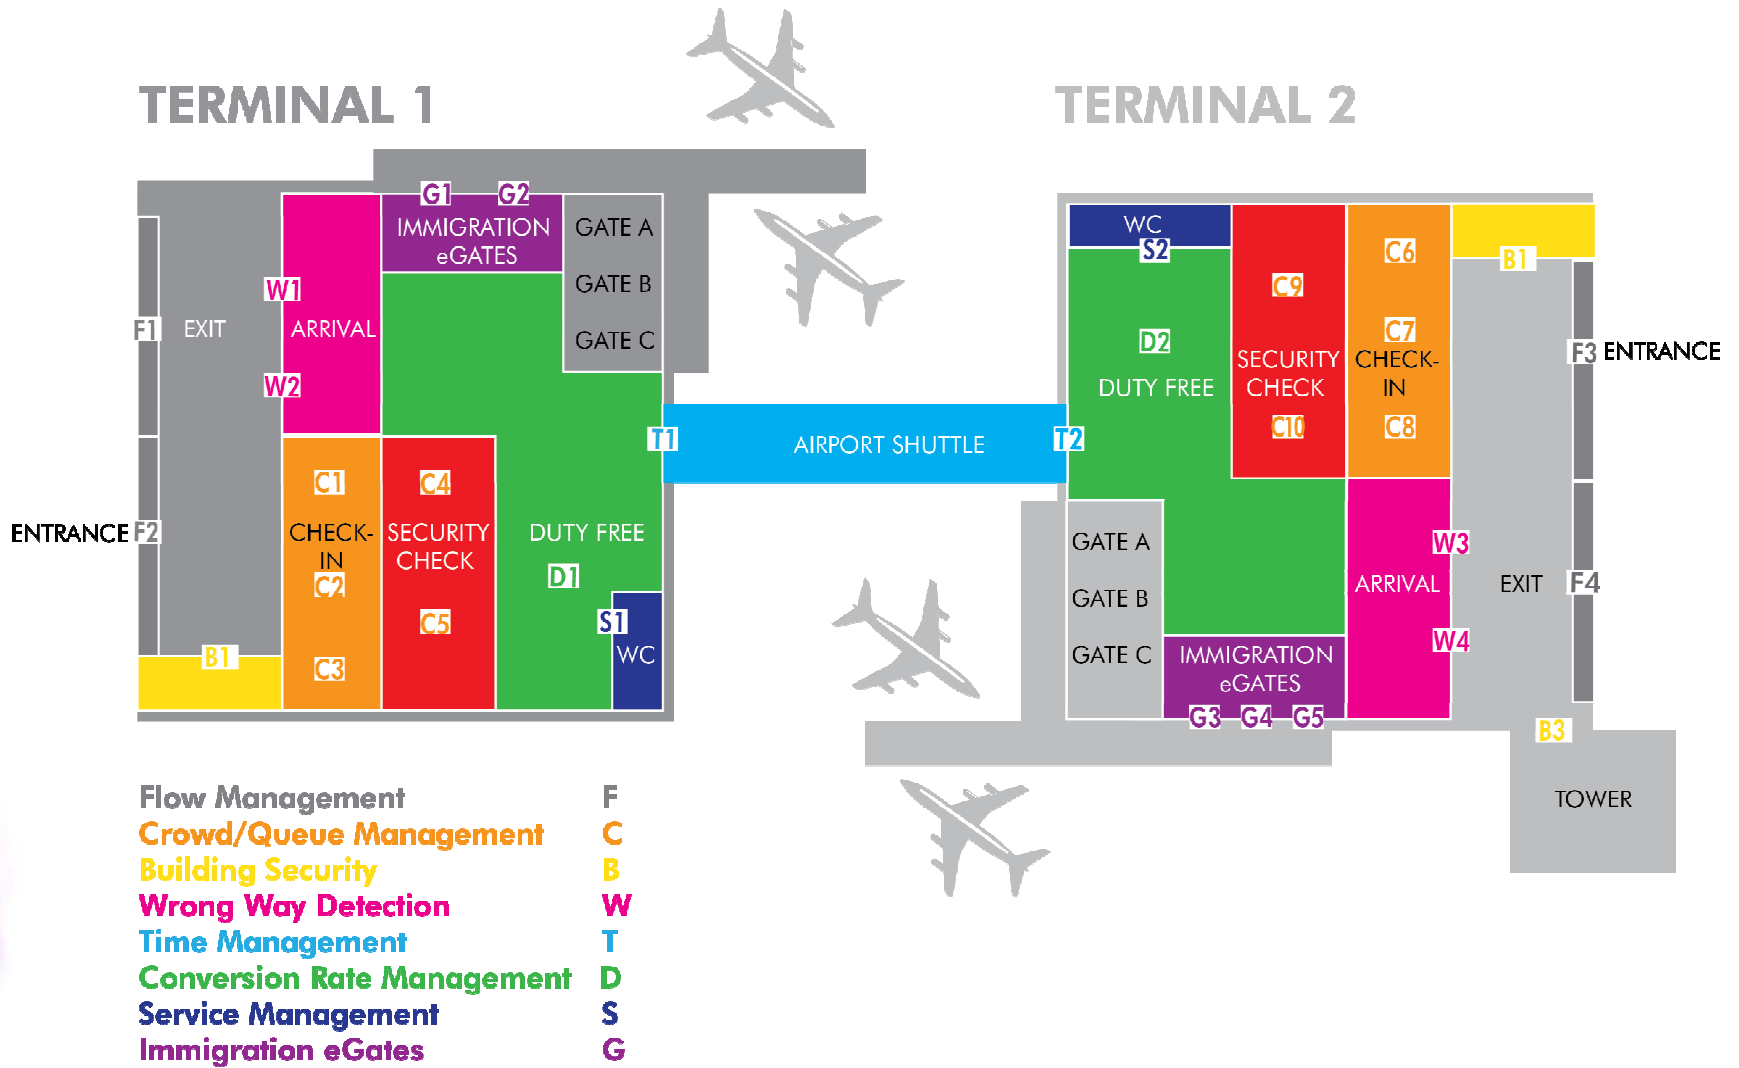 TERMINAL 1
TERMINAL 2
G1
G2
IMMIGRATION
eGATES
GATE A
GATE B
GATE C
W1
F1
EXIT
ARRIVAL
W2
T1
AIRPORT SHUTTLE
T2
C1
C4
ENTRANCE
F2
CHECK-
IN
SECURITY
CHECK
DUTY FREE
C2
D1
C5
S1
WC
B1
C3
WC
S2
C6
B1
C9
C7
D2
SECURITY
CHECK
CHECK-
IN
F3
ENTRANCE
DUTY FREE
C10
C8
GATE A
GATE B
GATE C
W3
ARRIVAL
EXIT
F4
W4
IMMIGRATION
eGATES
G3
G4
G5
B3
TOWER
Flow Management F
Crowd/Queue Management C
Building Security B
Wrong Way Detection W
Time Management T
Conversion Rate Management D
Service Management S
Immigration eGates G